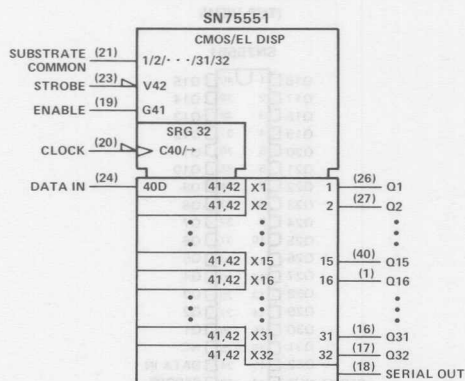 SN75551
CMOS/EL DISP
SUBSTRATE COMMON (21) 1/2/···/31/32
STROBE (23) V42
ENABLE (19) G41
SRG 32
CLOCK (20) C40/→
DATA IN (24) 40D 41,42 X1 1 (26) Q1
41,42 X2 2 (27) Q2
41,42 X15 15 (40) Q15
41,42 X16 16 (1) Q16
41,42 X31 31 (16) Q31
41,42 X32 32 (17) Q32
(18) SERIAL OUT